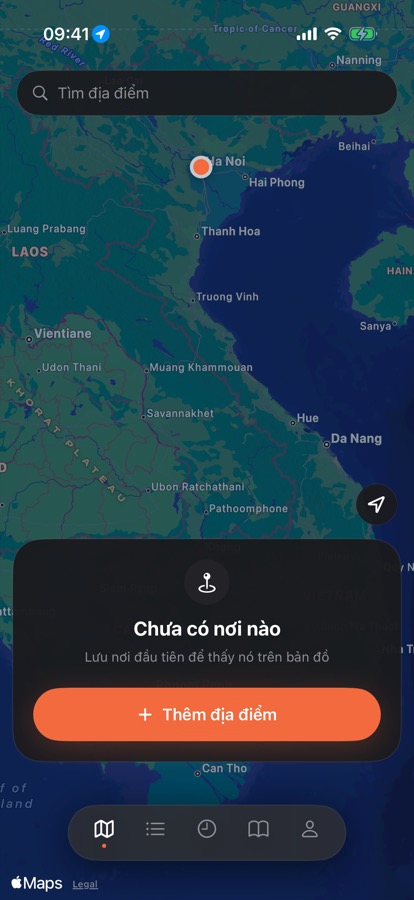 GUANGXI
Tropic of Cancer
09:41
Red River
Nanning
Tìm địa điểm
Beihai
Ha Noi
Hai Phong
Luang Prabang
Thanh Hoa
LAOS
HAIN
Truong Vinh
Sanya
Vientiane
Udon Thani
Muang Khammouan
KHORAT PLATEAU
Savannakhet
Hue
Da Nang
D
Ubon Ratchathani
Pathoomphone
Chưa có nơi nào
Lưu nơi đầu tiên để thấy nó trên bản đồ
+ Thêm địa điểm
Can Tho
f of
land
Maps
Legal